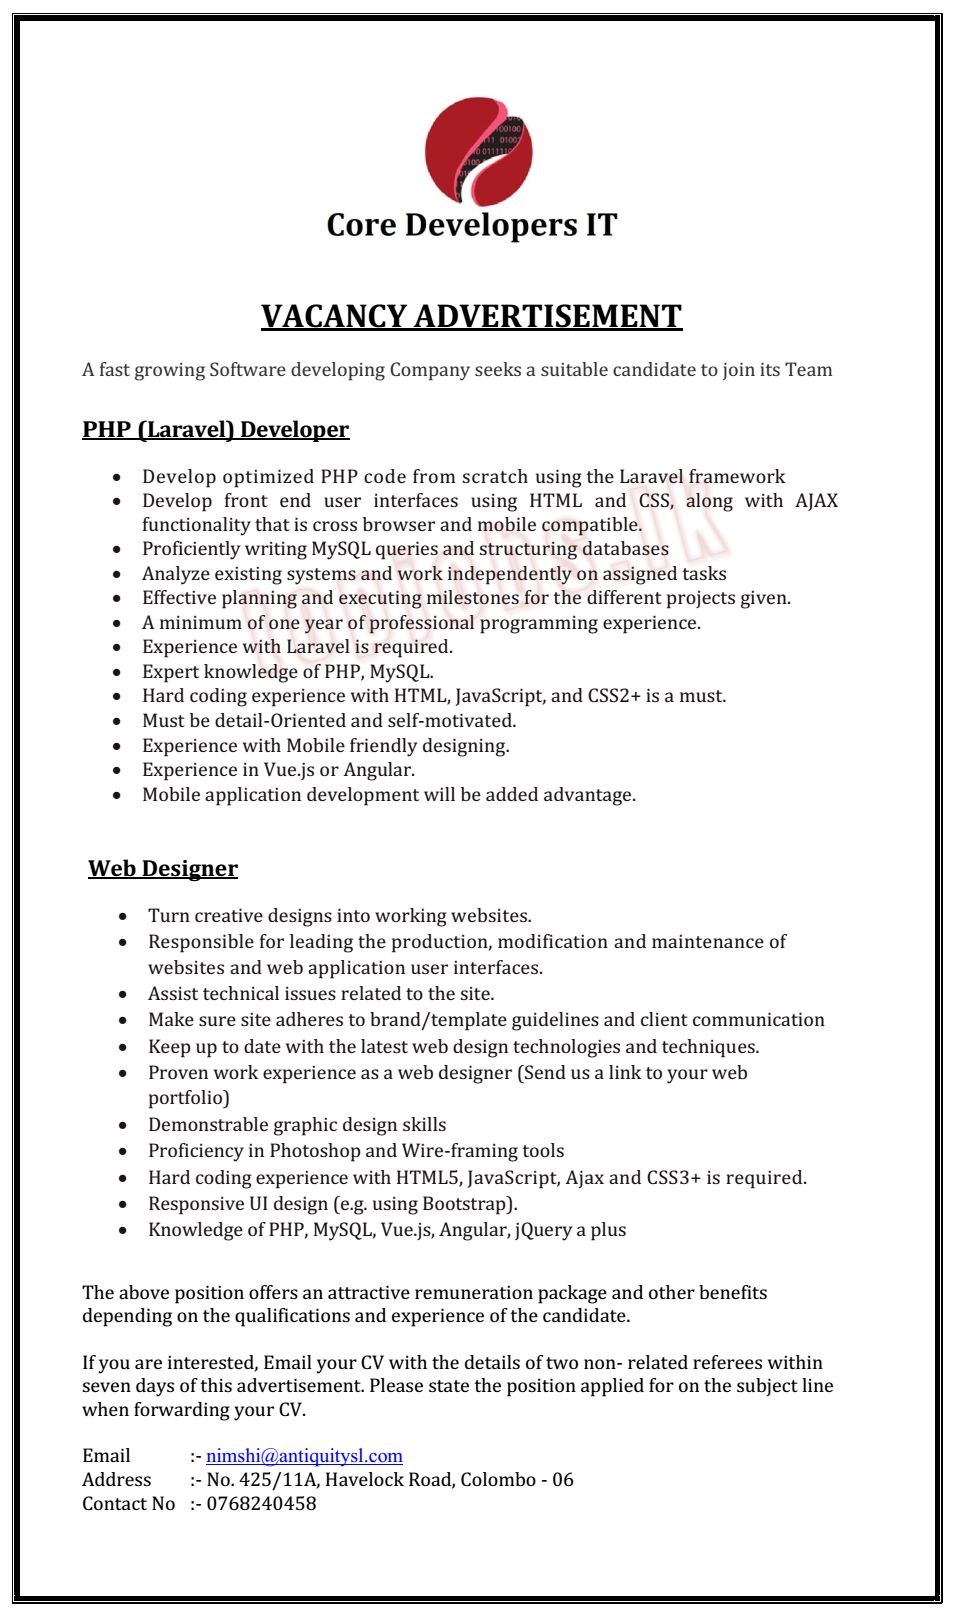 Core Developers IT
VACANCY ADVERTISEMENT
A fast growing Software developing Company seeks a suitable candidate to join its Team
PHP (Laravel) Developer
• Develop optimized PHP code from scratch using the Laravel framework
• Develop front end user interfaces using HTML and CSS, along with AJAX
functionality that is cross browser and mobile compatible.
• Proficiently writing MySQL queries and structuring databases
• Analyze existing systems and work independently on assigned tasks
• Effective planning and executing milestones for the different projects given.
• A minimum of one year of professional programming experience.
• Experience with Laravel is required.
• Expert knowledge of PHP, MySQL.
• Hard coding experience with HTML, JavaScript, and CSS2+ is a must.
• Must be detail-Oriented and self-motivated.
• Experience with Mobile friendly designing.
• Experience in Vue.js or Angular.
• Mobile application development will be added advantage.
topjobs.lk
Web Designer
• Turn creative designs into working websites.
• Responsible for leading the production, modification and maintenance of
websites and web application user interfaces.
• Assist technical issues related to the site.
• Make sure site adheres to brand/template guidelines and client communication
• Keep up to date with the latest web design technologies and techniques.
• Proven work experience as a web designer (Send us a link to your web
portfolio)
• Demonstrable graphic design skills
• Proficiency in Photoshop and Wire-framing tools
• Hard coding experience with HTML5, JavaScript, Ajax and CSS3+ is required.
• Responsive UI design (e.g. using Bootstrap).
• Knowledge of PHP, MySQL, Vue.js, Angular, jQuery a plus
The above position offers an attractive remuneration package and other benefits
depending on the qualifications and experience of the candidate.
If you are interested, Email your CV with the details of two non- related referees within
seven days of this advertisement. Please state the position applied for on the subject line
when forwarding your CV.
Email :- nimshi@antiquitysl.com
Address :- No. 425/11A, Havelock Road, Colombo - 06
Contact No :- 0768240458